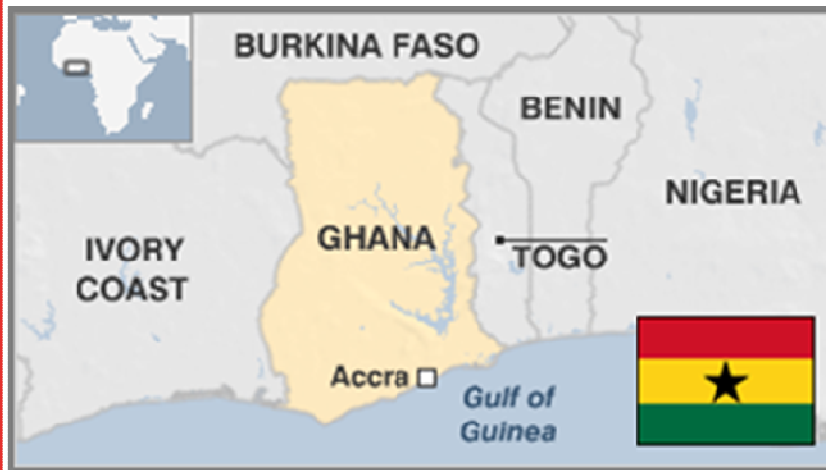 BURKINA FASO
BENIN
NIGERIA
GHANA
IVORY
COAST
TOGO
Accra
Gulf of
Guinea